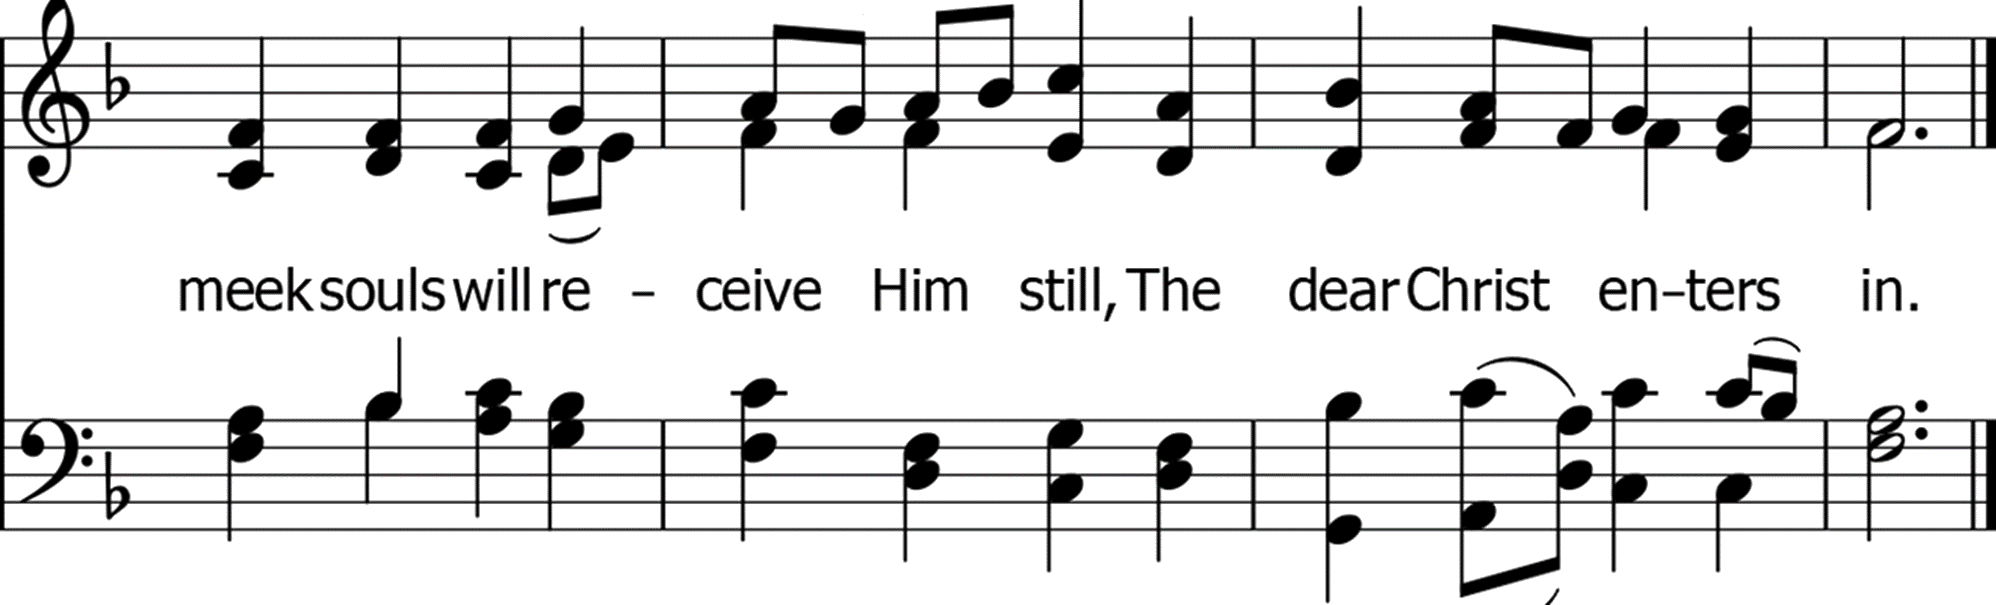 meek souls will re - ceive Him still, The dear Christ en-ters in.